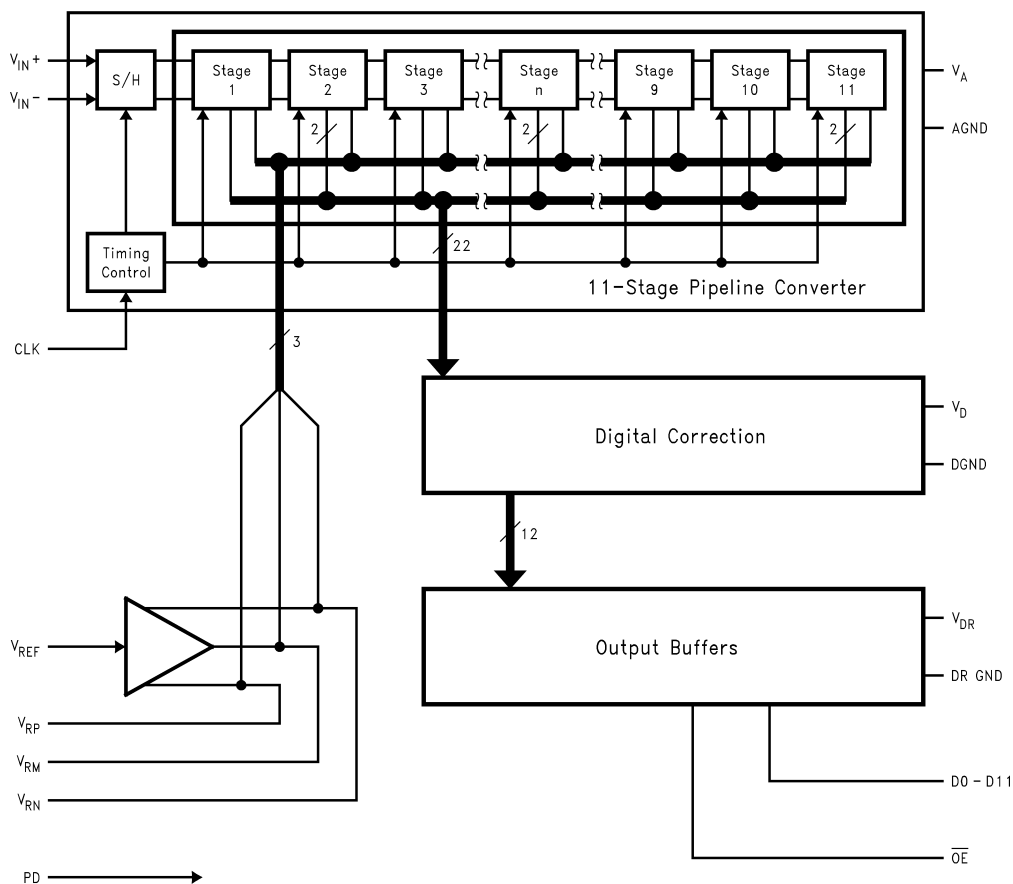 VIN+
VIN−
S/H
Stage
1
Stage
2
Stage
3
Stage
n
Stage
9
Stage
10
Stage
11
VA
AGND
2
2
2
Timing
Control
22
11-Stage Pipeline Converter
CLK
3
Digital Correction
VD
DGND
12
Output Buffers
VDR
DR GND
VREF
VRP
VRM
VRN
D0 - D11
OE
PD